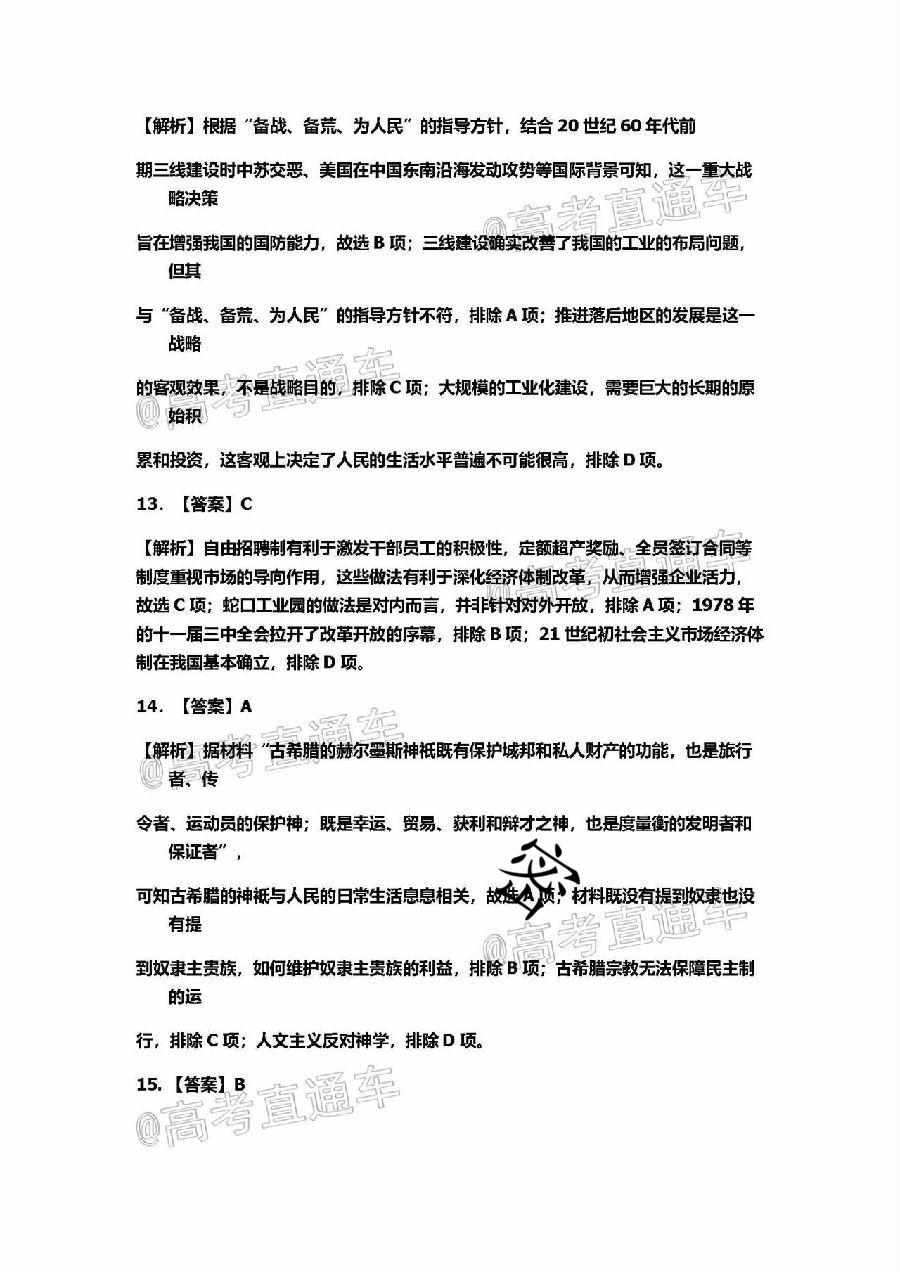 【解析】根据“备战、备荒、为人民”的指导方针，结合 20 世纪 60 年代前
期三线建设时中苏交恶、美国在中国东南沿海发动攻势等国际背景可知，这一重大战
略决策
@高考直通车
旨在增强我国的国防能力，故选 B 项；三线建设确实改善了我国的工业的布局问题，
但其
与“备战、备荒、为人民”的指导方针不符，排除 A 项；推进落后地区的发展是这一
战略
的客观效果，不是战略目的，排除 C 项；大规模的工业化建设，需要巨大的长期的原
始积
@高考直通车
累和投资，这客观上决定了人民的生活水平普遍不可能很高，排除 D 项。
13. 【答案】C
【解析】自由招聘制有利于激发干部员工的积极性，定额超产奖励、全员签订合同等
制度重视市场的导向作用，这些做法有利于深化经济体制改革，从而增强企业活力，
@高考直通车
故选 C 项；蛇口工业园的做法是对内而言，并非针对对外开放，排除 A 项；1978 年
的十一届三中全会拉开了改革开放的序幕，排除 B 项；21 世纪初社会主义市场经济体
制在我国基本确立，排除 D 项。
14. 【答案】A
【解析】据材料“古希腊的赫尔墨斯神祇既有保护城邦和私人财产的功能，也是旅行
者、传
@高考直通车
令者、运动员的保护神；既是幸运、贸易、获利和辩才之神，也是度量衡的发明者和
保证者”，
可知古希腊的神祇与人民的日常生活息息相关，故选 A 项；材料既没有提到奴隶也没
有提
@高考直通车
到奴隶主贵族，如何维护奴隶主贵族的利益，排除 B 项；古希腊宗教无法保障民主制
的运
行，排除 C 项；人文主义反对神学，排除 D 项。
15. 【答案】B
@高考直通车